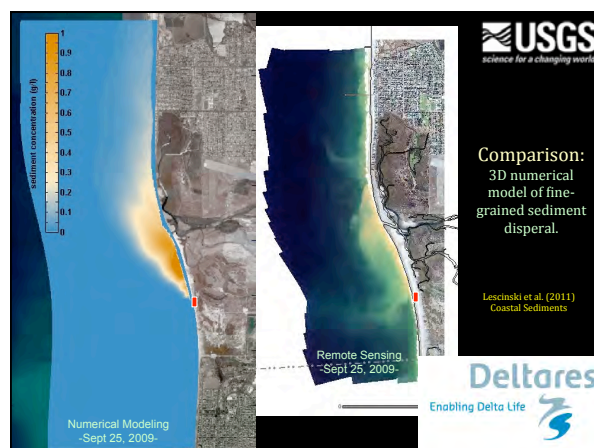 sediment concentration (g/l)
1
0.9
0.8
0.7
0.6
0.5
0.4
0.3
0.2
0.1
0
Numerical Modeling
-Sept 25, 2009-
Remote Sensing
-Sept 25, 2009-
0
USGS
science for a changing world
Comparison:
3D numerical
model of fine-
grained sediment
disperal.
Lescinski et al. (2011)
Coastal Sediments
Deltares
Enabling Delta Life